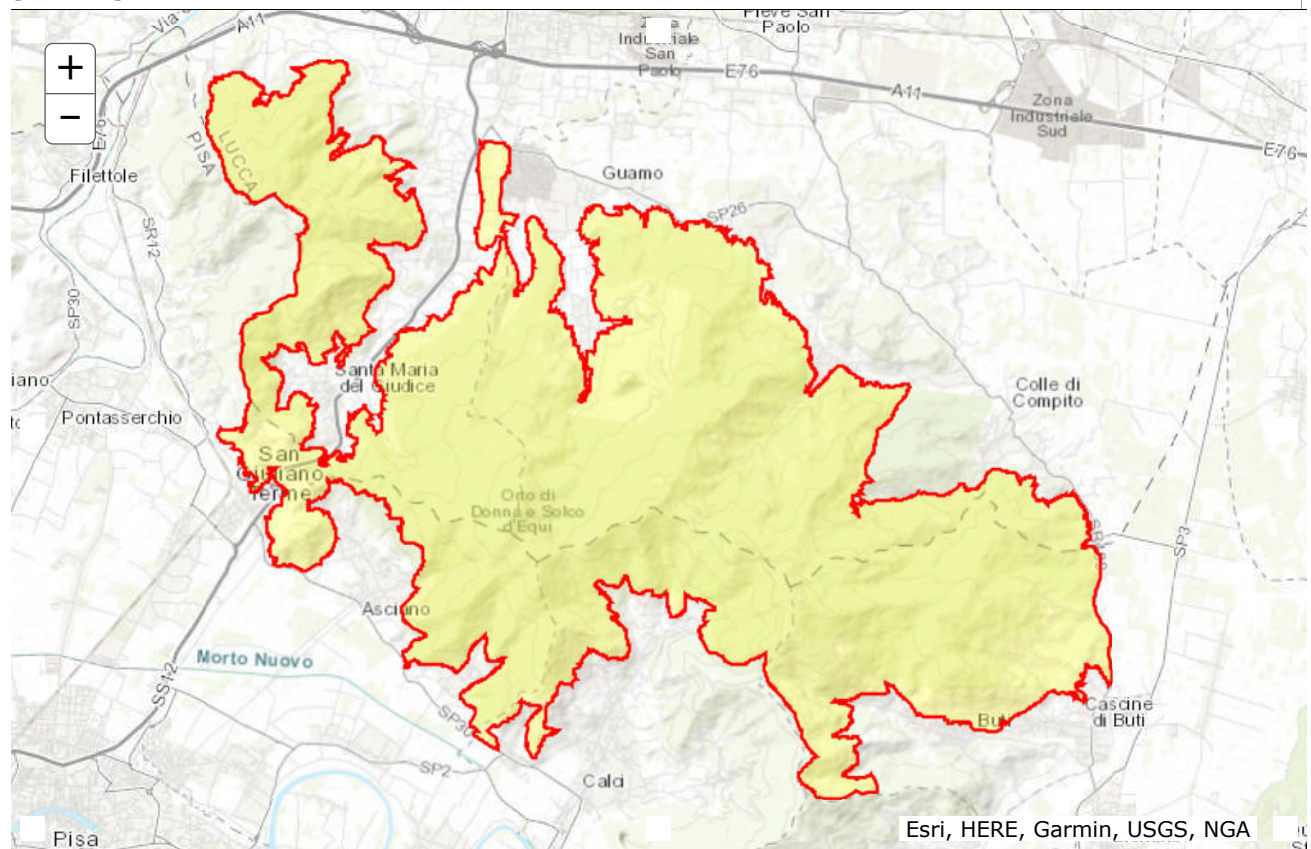 Via
A11
Pieve San
Paolo
Industriale
San
Paolo
E76
A11
Zona
Industriale
Sud
E76
+
−
LUCCA
PISA
Filettole
Guamo
SP26
SR12
SP30
Santa Maria
del Giudice
Colle di
Compito
iano
Pontasserchio
San
Giuliano
Terme
Orto di
Donna e Solco
d'Equi
SP3
Asciano
Morto Nuovo
SS12
SP30
Cascine
di Buti
Buti
SP2
Calci
Pisa
Esri, HERE, Garmin, USGS, NGA